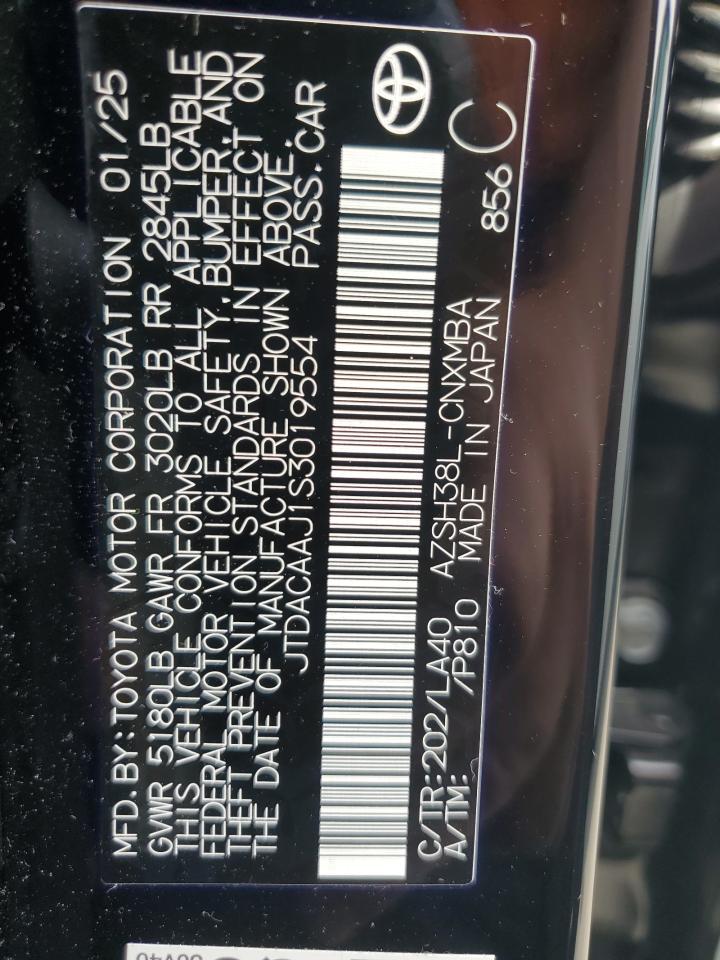 MFD.BY:TOYOTA MOTOR CORPORATION 01/25
GVWR 5180LB GAWR FR 3020LB RR 2845LB
THIS VEHICLE CONFORMS TO ALL APPLICABLE
FEDERAL MOTOR VEHICLE SAFETY, BUMPER, AND
THEFT PREVENTION STANDARDS IN EFFECT ON
THE DATE OF MANUFACTURE SHOWN ABOVE.
JTDACAAJ1S3019554 PASS.CAR
C/TR:202/LA40 AZSH38L-CNXMBA 856 C
A/TM: /P810 MADE IN JAPAN